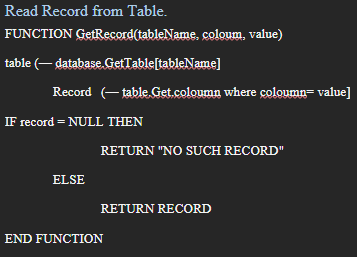 Read Record from Table.
FUNCTION GetRecord(tableName, coloum, value)
table (— database.GetTable[tableName]
Record (— table.Get.coloumn where coloumn= value]
IF record = NULL THEN
RETURN "NO SUCH RECORD"
ELSE
RETURN RECORD
END FUNCTION